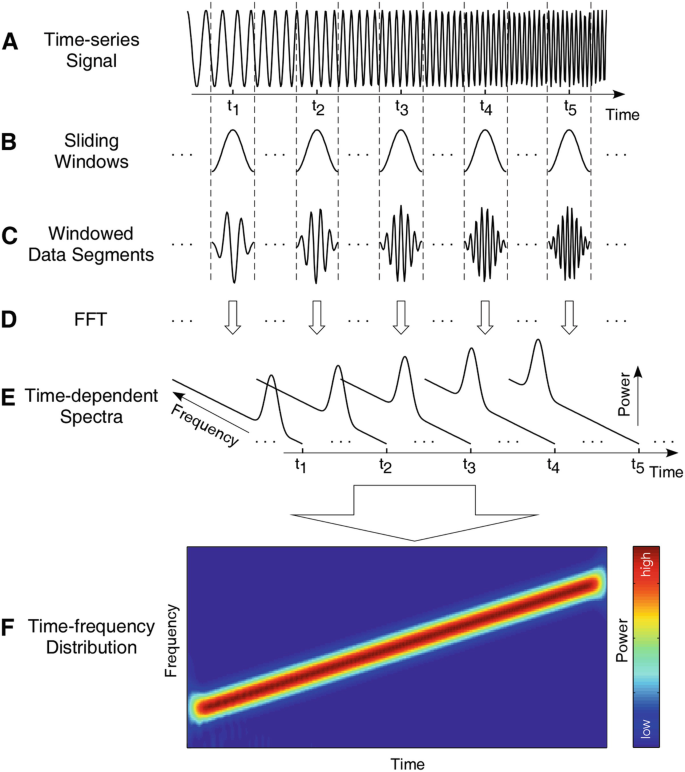 A
Time-series
Signal
t1 t2 t3 t4 t5
Time
B
Sliding
Windows
... ... ... ... ... ...
C
Windowed
Data Segments
... ... ... ... ... ...
D
FFT
... ... ... ... ... ...
E
Time-dependent
Spectra
Frequency
Power
... ... ... ... ... ...
t1 t2 t3 t4 t5
Time
F
Time-frequency
Distribution
Frequency
Time
Power
high
low